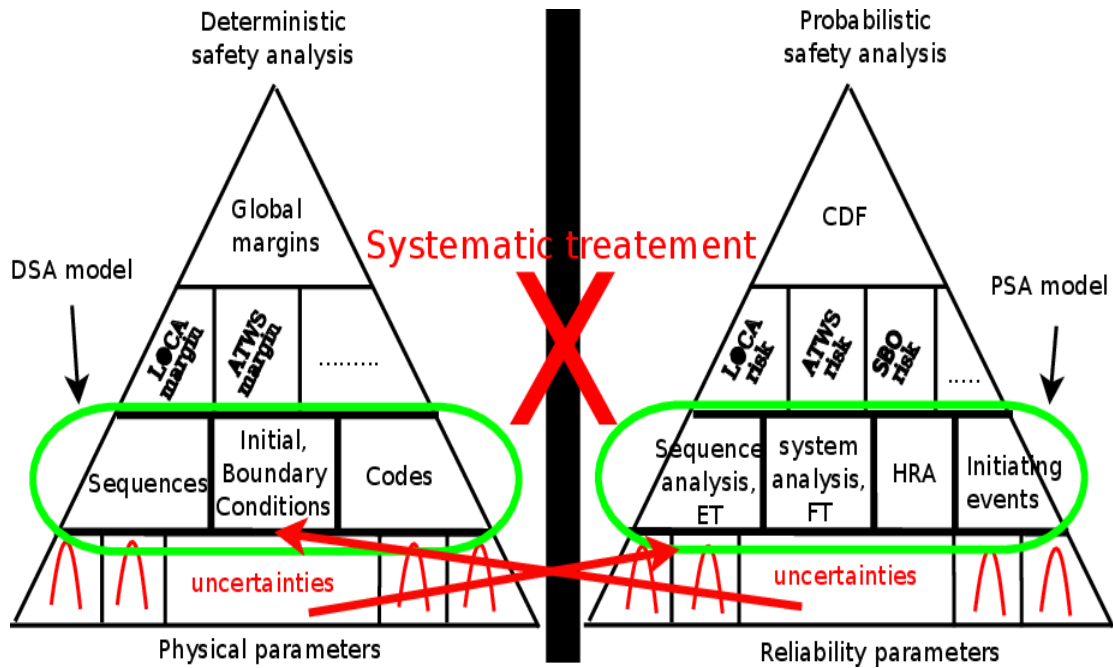 Deterministic
safety analysis
Global
margins
DSA model
LOCA
margin
ATWS
margin
.........
Sequences
Initial,
Boundary
Conditions
Codes
uncertainties
Physical parameters
Systematic treatement
X
Probabilistic
safety analysis
CDF
PSA model
LOCA
risk
ATWS
risk
SBO
risk
.....
Sequence
analysis,
ET
system
analysis,
FT
HRA
Initiating
events
uncertainties
Reliability parameters